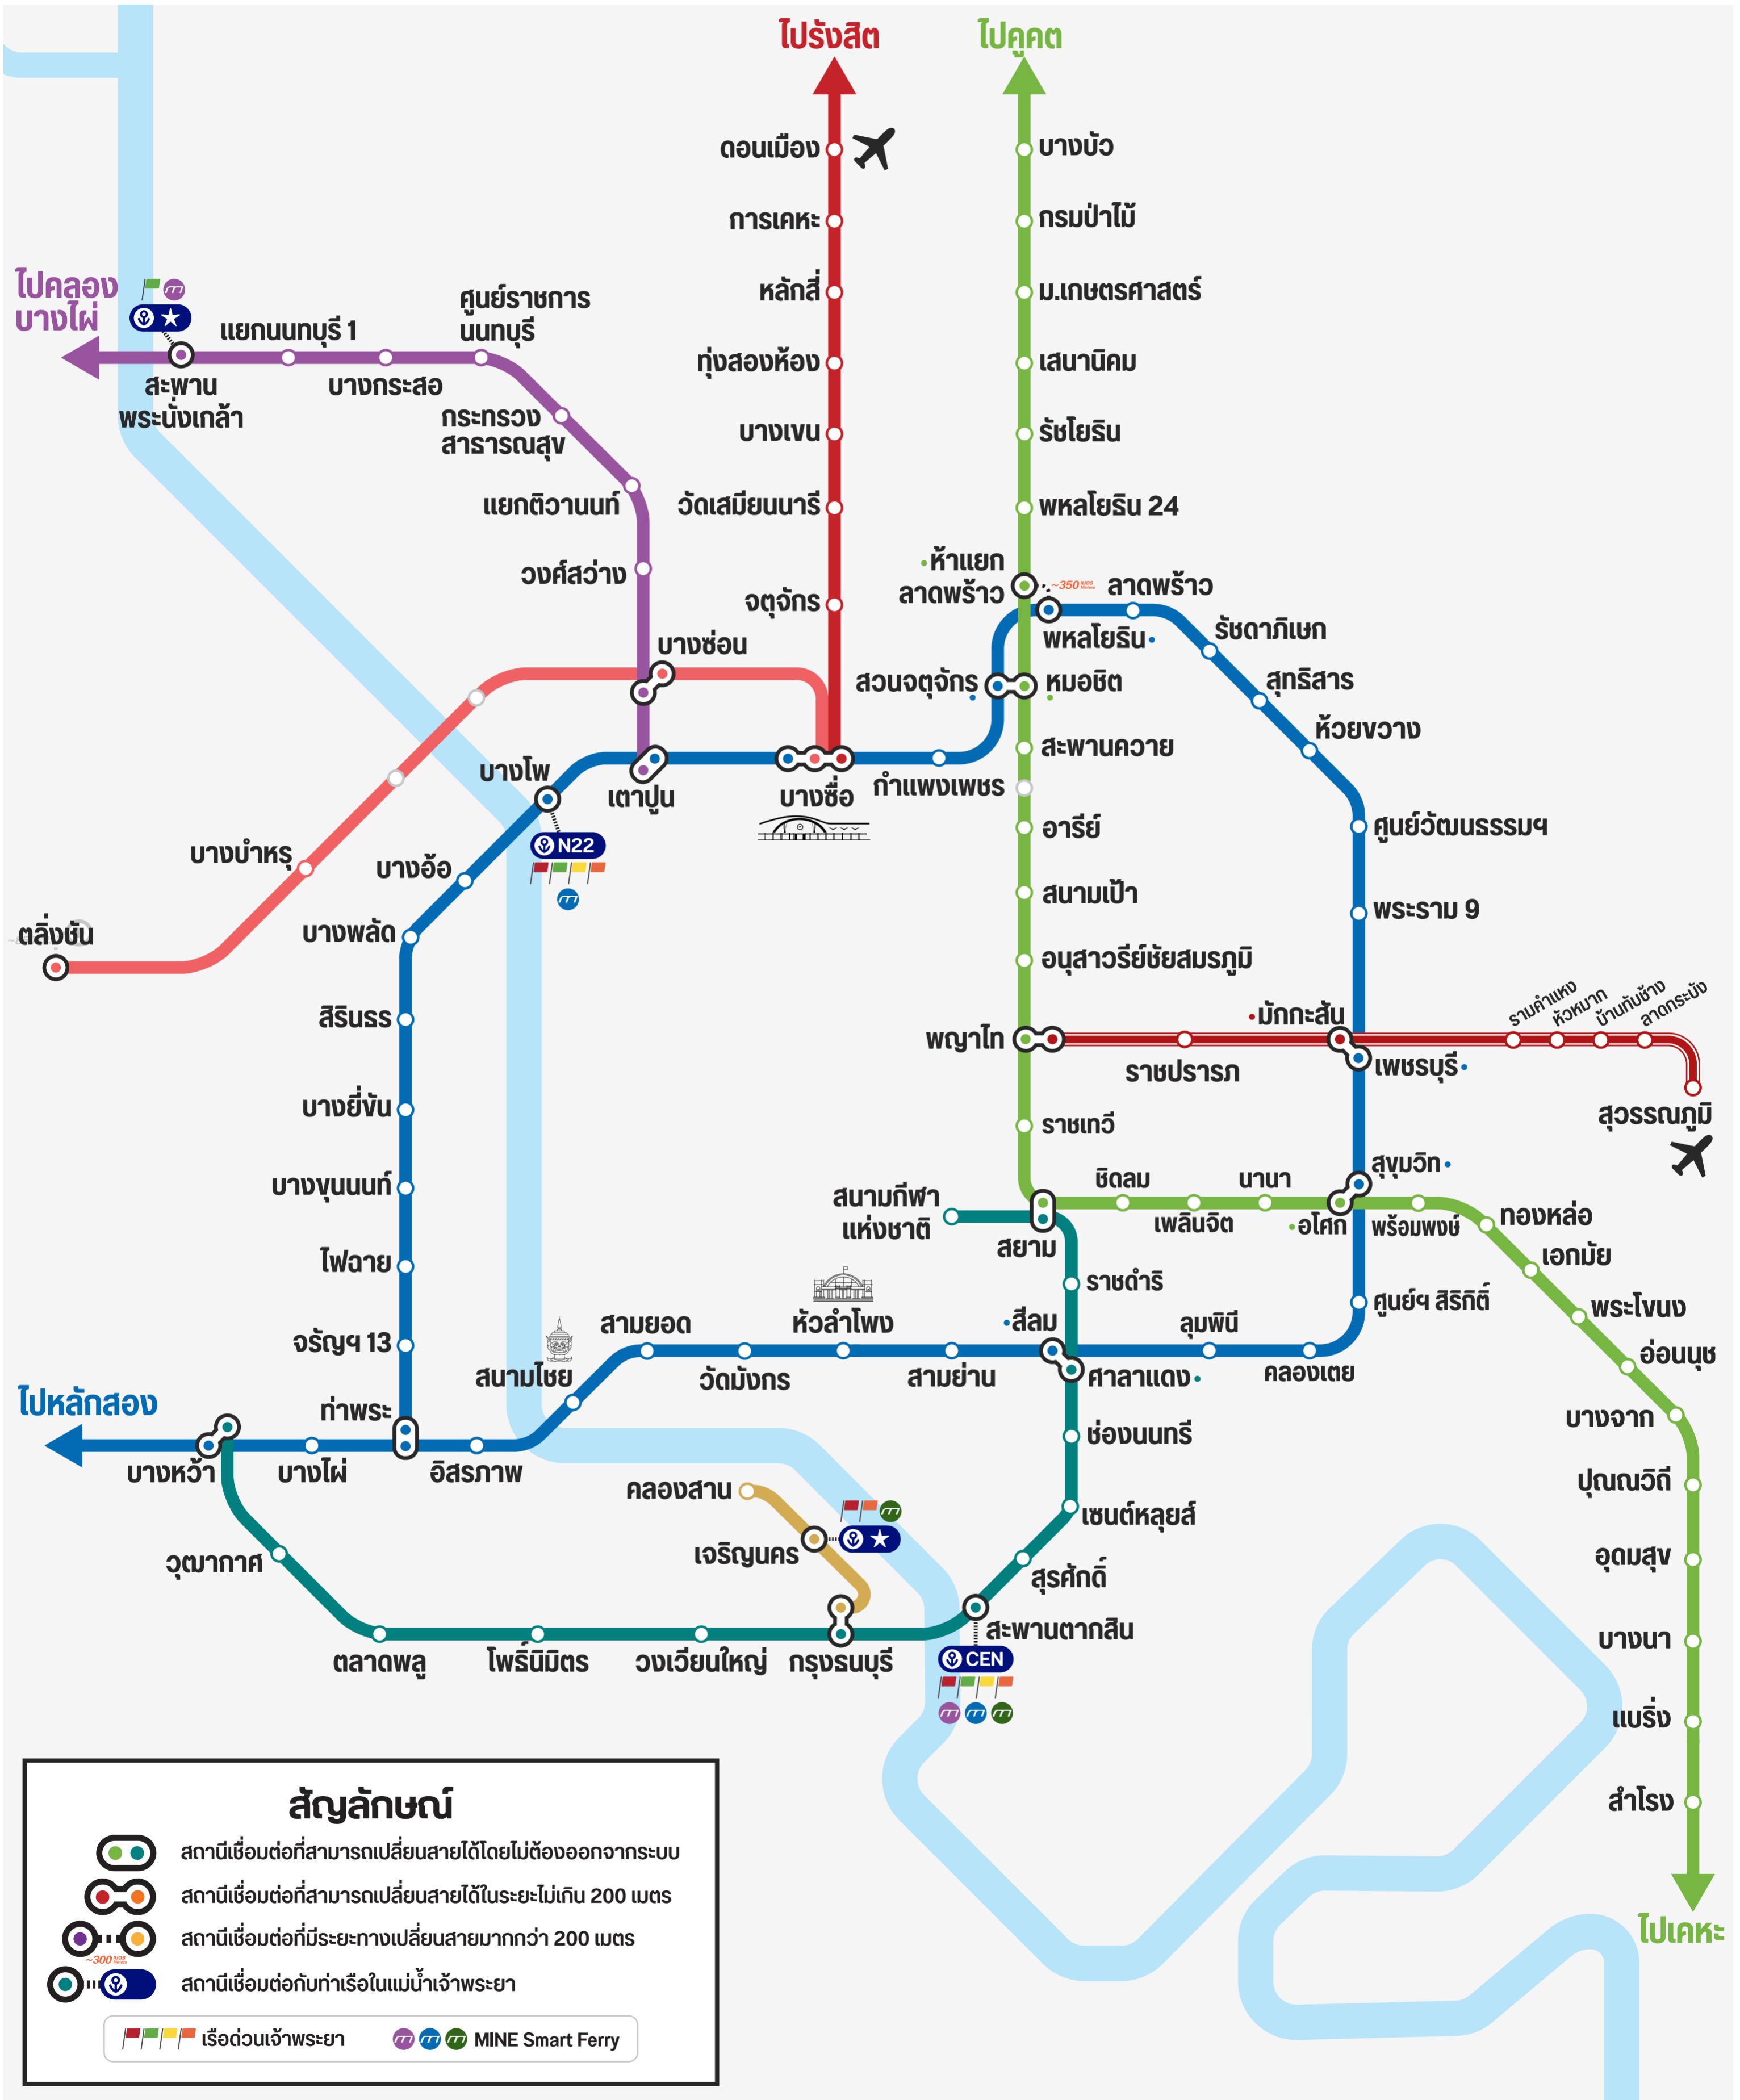 ไปรังสิต
ไปคูคต
ดอนเมือง
บางบัว
การเคหะ
กรมป่าไม้
ไปคลอง
บางไผ่
หลักสี่
ม.เกษตรศาสตร์
แยกนนทบุรี 1
ศูนย์ราชการ
นนทบุรี
ทุ่งสองห้อง
เสนานิคม
สะพาน
พระนั่งเกล้า
บางกระสอ
กระทรวง
สาธารณสุข
บางเขน
รัชโยธิน
แยกติวานนท์
วัดเสมียนนารี
พหลโยธิน 24
วงศ์สว่าง
ห้าแยก
ลาดพร้าว
~350 เมตร
Meters
ลาดพร้าว
จตุจักร
พหลโยธิน
รัชดาภิเษก
บางซ่อน
สวนจตุจักร
หมอชิต
สุทธิสาร
ห้วยขวาง
สะพานควาย
บางโพ
เตาปูน
บางซื่อ
กำแพงเพชร
N22
อารีย์
ศูนย์วัฒนธรรมฯ
บางบำหรุ
บางอ้อ
สนามเป้า
พระราม 9
ตลิ่งชัน
บางพลัด
อนุสาวรีย์ชัยสมรภูมิ
สิรินธร
พญาไท
มักกะสัน
รามคำแหง
หัวหมาก
บ้านทับช้าง
ลาดกระบัง
ราชปรารภ
เพชรบุรี
สุวรรณภูมิ
บางยี่ขัน
ราชเทวี
บางขุนนนท์
สนามกีฬา
แห่งชาติ
สยาม
ชิดลม
เพลินจิต
นานา
อโศก
สุขุมวิท
พร้อมพงษ์
ทองหล่อ
เอกมัย
ไฟฉาย
ราชดำริ
ศูนย์ฯ สิริกิติ์
พระโขนง
จรัญฯ 13
สามยอด
หัวลำโพง
สีลม
ลุมพินี
อ่อนนุช
สนามไชย
วัดมังกร
สามย่าน
ศาลาแดง
คลองเตย
ไปหลักสอง
ท่าพระ
บางจาก
บางหว้า
บางไผ่
อิสรภาพ
ช่องนนทรี
คลองสาน
ปุณณวิถี
เซนต์หลุยส์
วุฒากาศ
เจริญนคร
สุรศักดิ์
อุดมสุข
สะพานตากสิน
ตลาดพลู
โพธิ์นิมิตร
วงเวียนใหญ่
กรุงธนบุรี
CEN
บางนา
แบริ่ง
สำโรง
ไปเคหะ
สัญลักษณ์
สถานีเชื่อมต่อที่สามารถเปลี่ยนสายได้โดยไม่ต้องออกจากระบบ
สถานีเชื่อมต่อที่สามารถเปลี่ยนสายได้ในระยะไม่เกิน 200 เมตร
สถานีเชื่อมต่อที่มีระยะทางเปลี่ยนสายมากกว่า 200 เมตร
~300 เมตร
Meters
สถานีเชื่อมต่อกับท่าเรือในแม่น้ำเจ้าพระยา
เรือด่วนเจ้าพระยา
MINE Smart Ferry